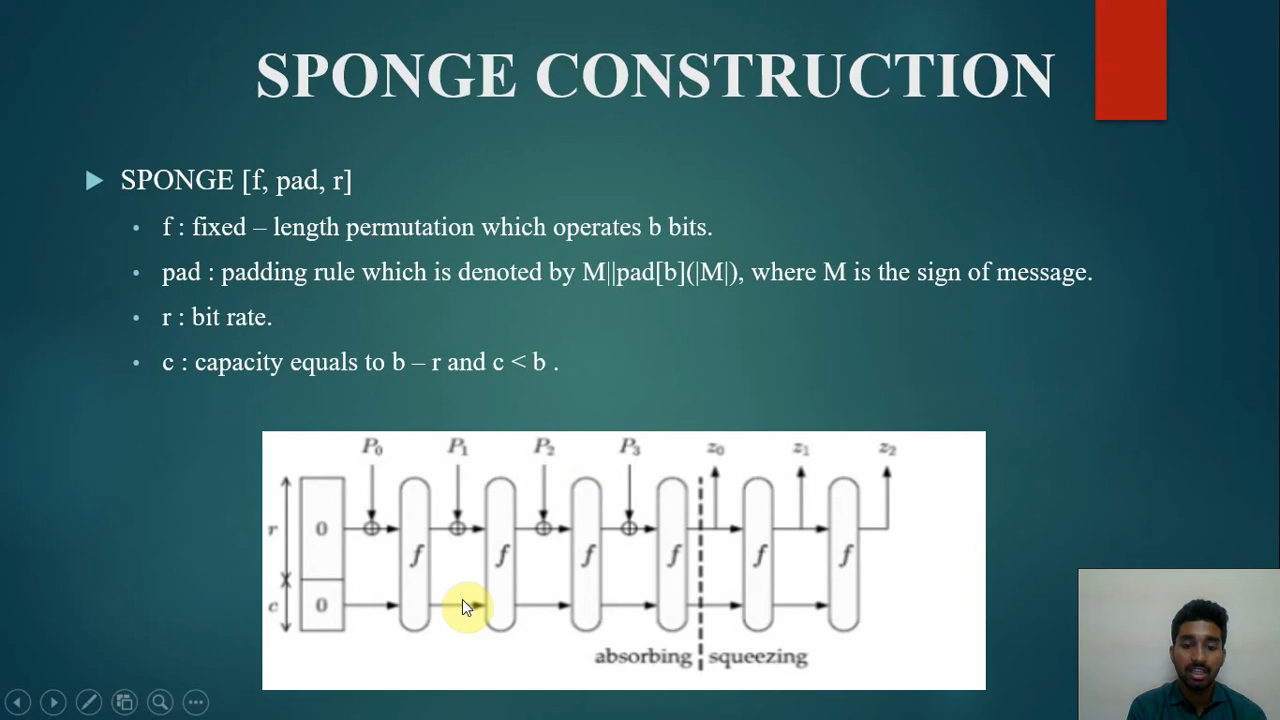 SPONGE CONSTRUCTION
SPONGE [f, pad, r]
f : fixed – length permutation which operates b bits.
pad : padding rule which is denoted by M||pad[b](|M|), where M is the sign of message.
r : bit rate.
c : capacity equals to b – r and c < b .
P0 P1 P2 P3 z0 z1 z2
r 0
f f f f f f
c 0
absorbing squeezing